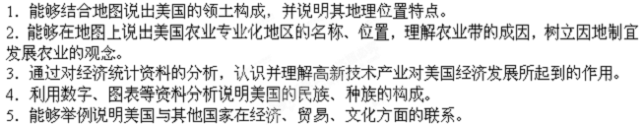 1．能够结合地图说出美国的领土构成，并说明其地理位置特点。
2．能够在地图上说出美国农业专业化地区的名称、位置，理解农业带的成因，树立因地制宜
发展农业的观念。
3．通过对经济统计资料的分析，认识并理解高新技术产业对美国经济发展所起到的作用。
4．利用数字、图表等资料分析说明美国的民族、种族的构成。
5．能够举例说明美国与其他国家在经济、贸易、文化方面的联系。